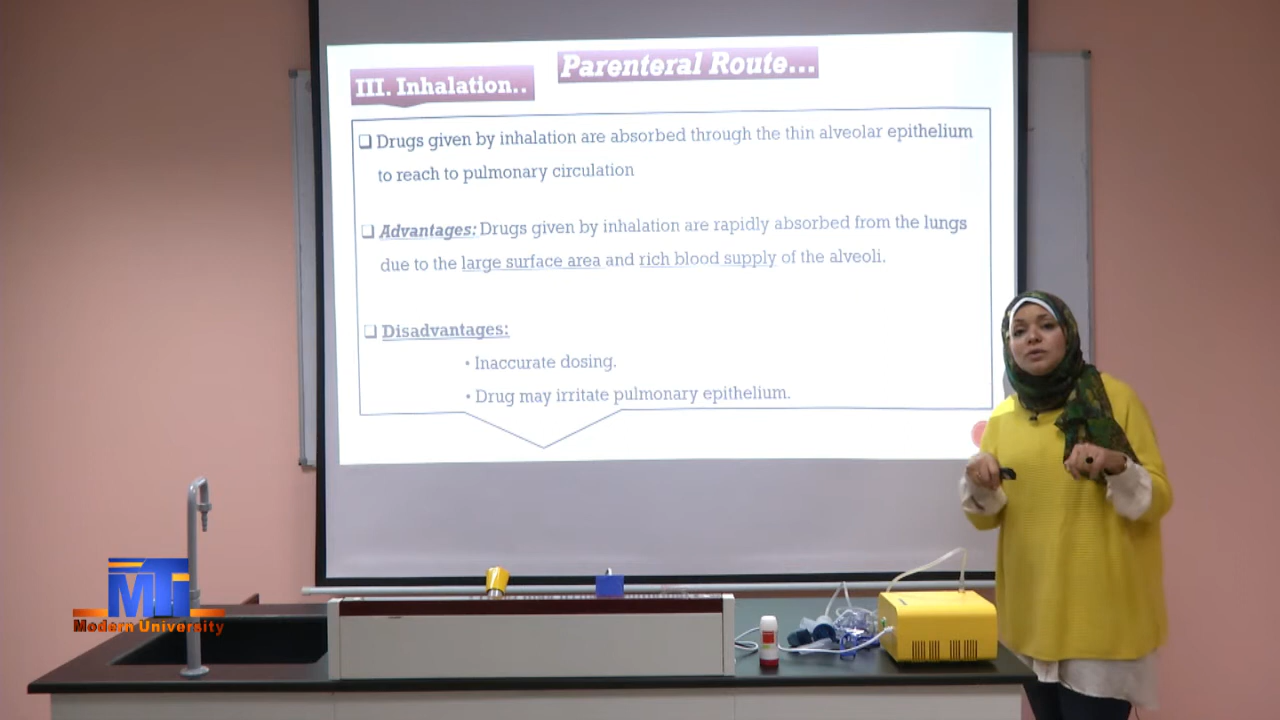 Parenteral Route...
III. Inhalation..
❑ Drugs given by inhalation are absorbed through the thin alveolar epithelium
to reach to pulmonary circulation
❑ Advantages: Drugs given by inhalation are rapidly absorbed from the lungs
due to the large surface area and rich blood supply of the alveoli.
❑ Disadvantages:
• Inaccurate dosing.
• Drug may irritate pulmonary epithelium.
MTI
Modern University